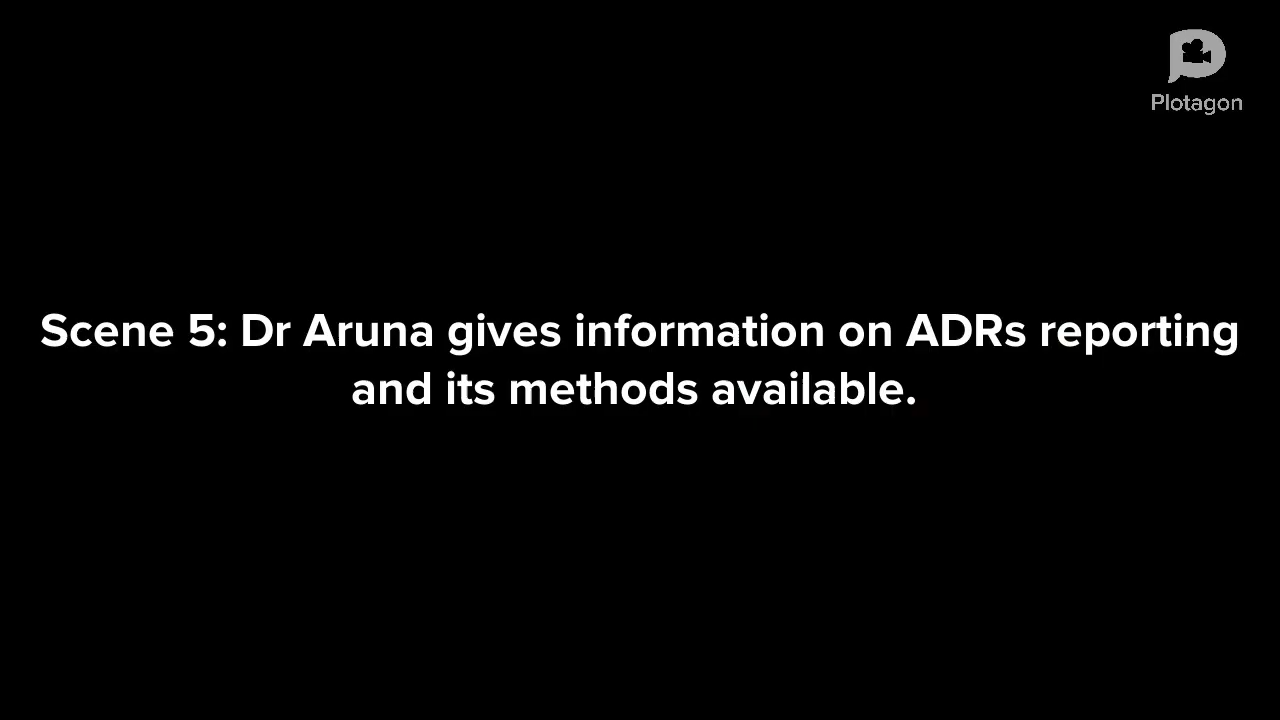 Plotagon
Scene 5: Dr Aruna gives information on ADRs reporting
and its methods available.